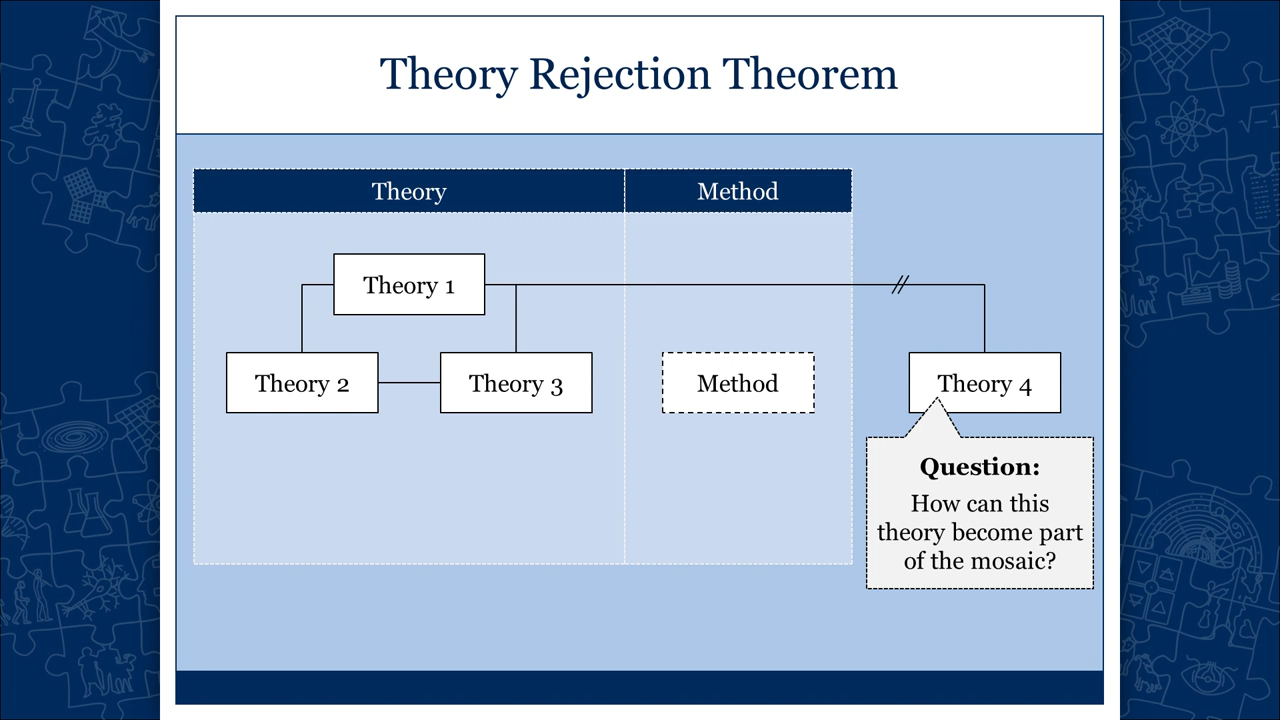 Theory Rejection Theorem
Theory
Method
Theory 1
Theory 2
Theory 3
Method
Theory 4
Question:
How can this
theory become part
of the mosaic?